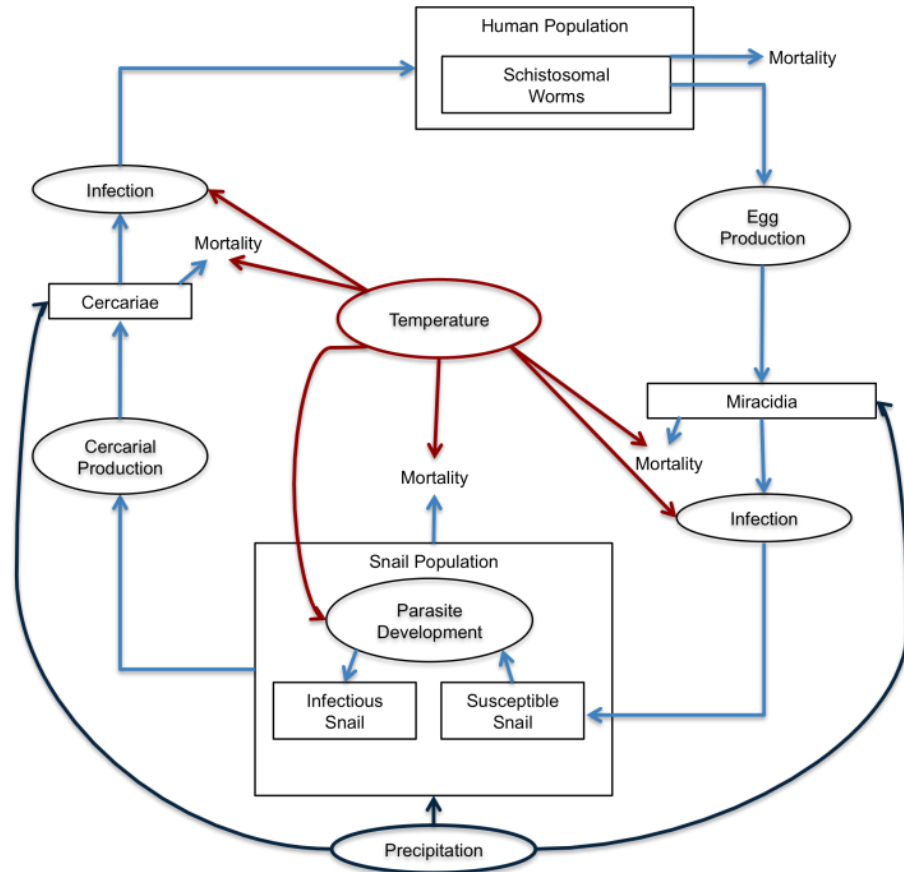 Human Population
Schistosomal
Worms
Mortality
Infection
Egg
Production
Mortality
Cercariae
Temperature
Miracidia
Cercarial
Production
Mortality
Mortality
Infection
Snail Population
Parasite
Development
Infectious
Snail
Susceptible
Snail
Precipitation